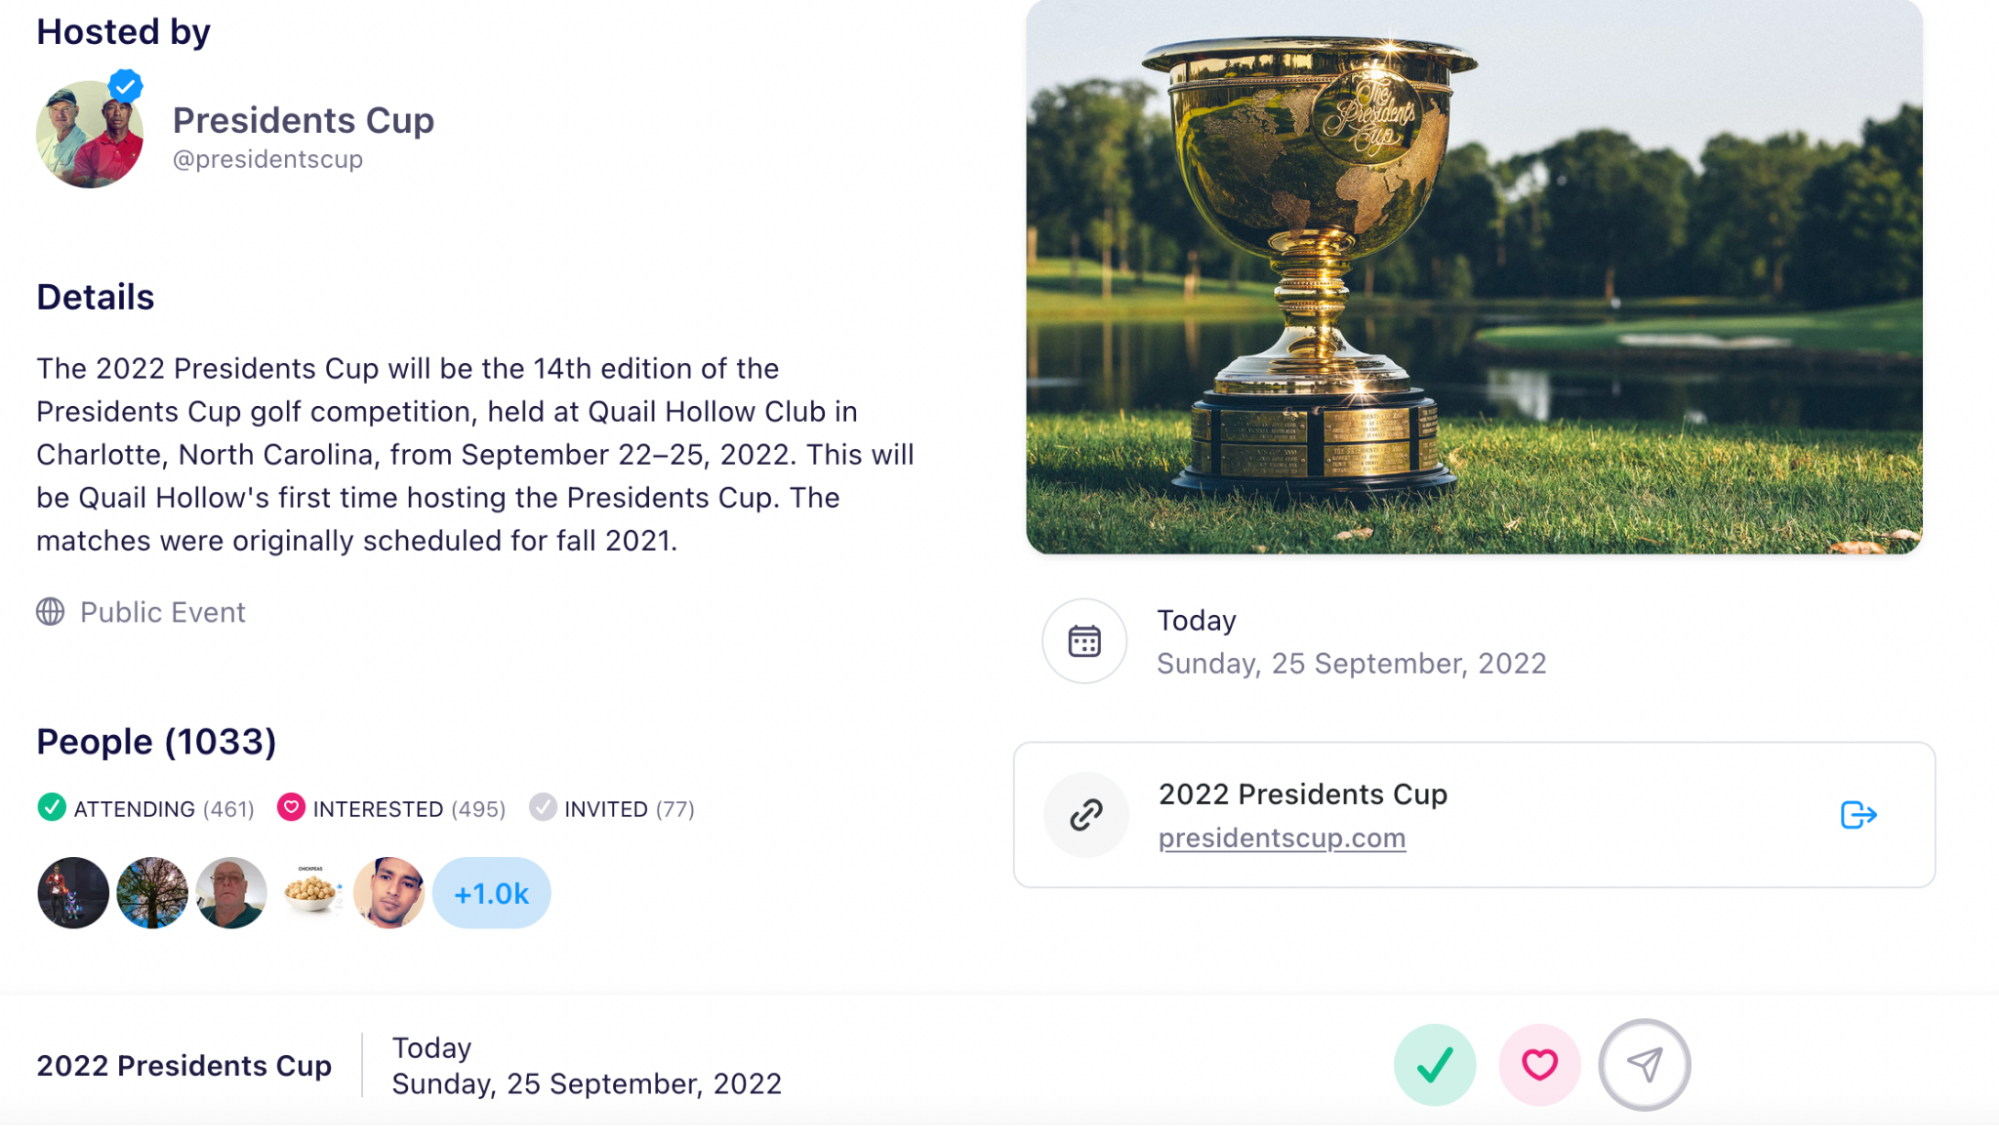 Hosted by
Presidents Cup
@presidentscup
Details
The 2022 Presidents Cup will be the 14th edition of the
Presidents Cup golf competition, held at Quail Hollow Club in
Charlotte, North Carolina, from September 22–25, 2022. This will
be Quail Hollow's first time hosting the Presidents Cup. The
matches were originally scheduled for fall 2021.
Public Event
People (1033)
ATTENDING (461) INTERESTED (495) INVITED (77)
CHICKPEAS
+1.0k
The
Presidents
Cup
Today
Sunday, 25 September, 2022
2022 Presidents Cup
presidentscup.com
2022 Presidents Cup
Today
Sunday, 25 September, 2022